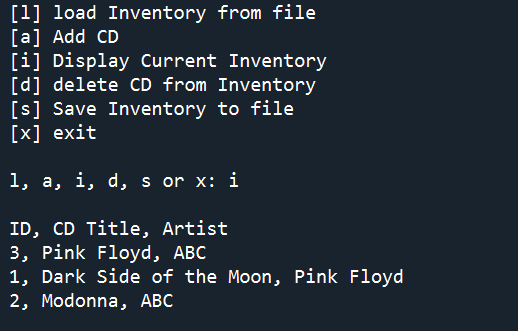 [l] load Inventory from file
[a] Add CD
[i] Display Current Inventory
[d] delete CD from Inventory
[s] Save Inventory to file
[x] exit
l, a, i, d, s or x: i
ID, CD Title, Artist
3, Pink Floyd, ABC
1, Dark Side of the Moon, Pink Floyd
2, Modonna, ABC